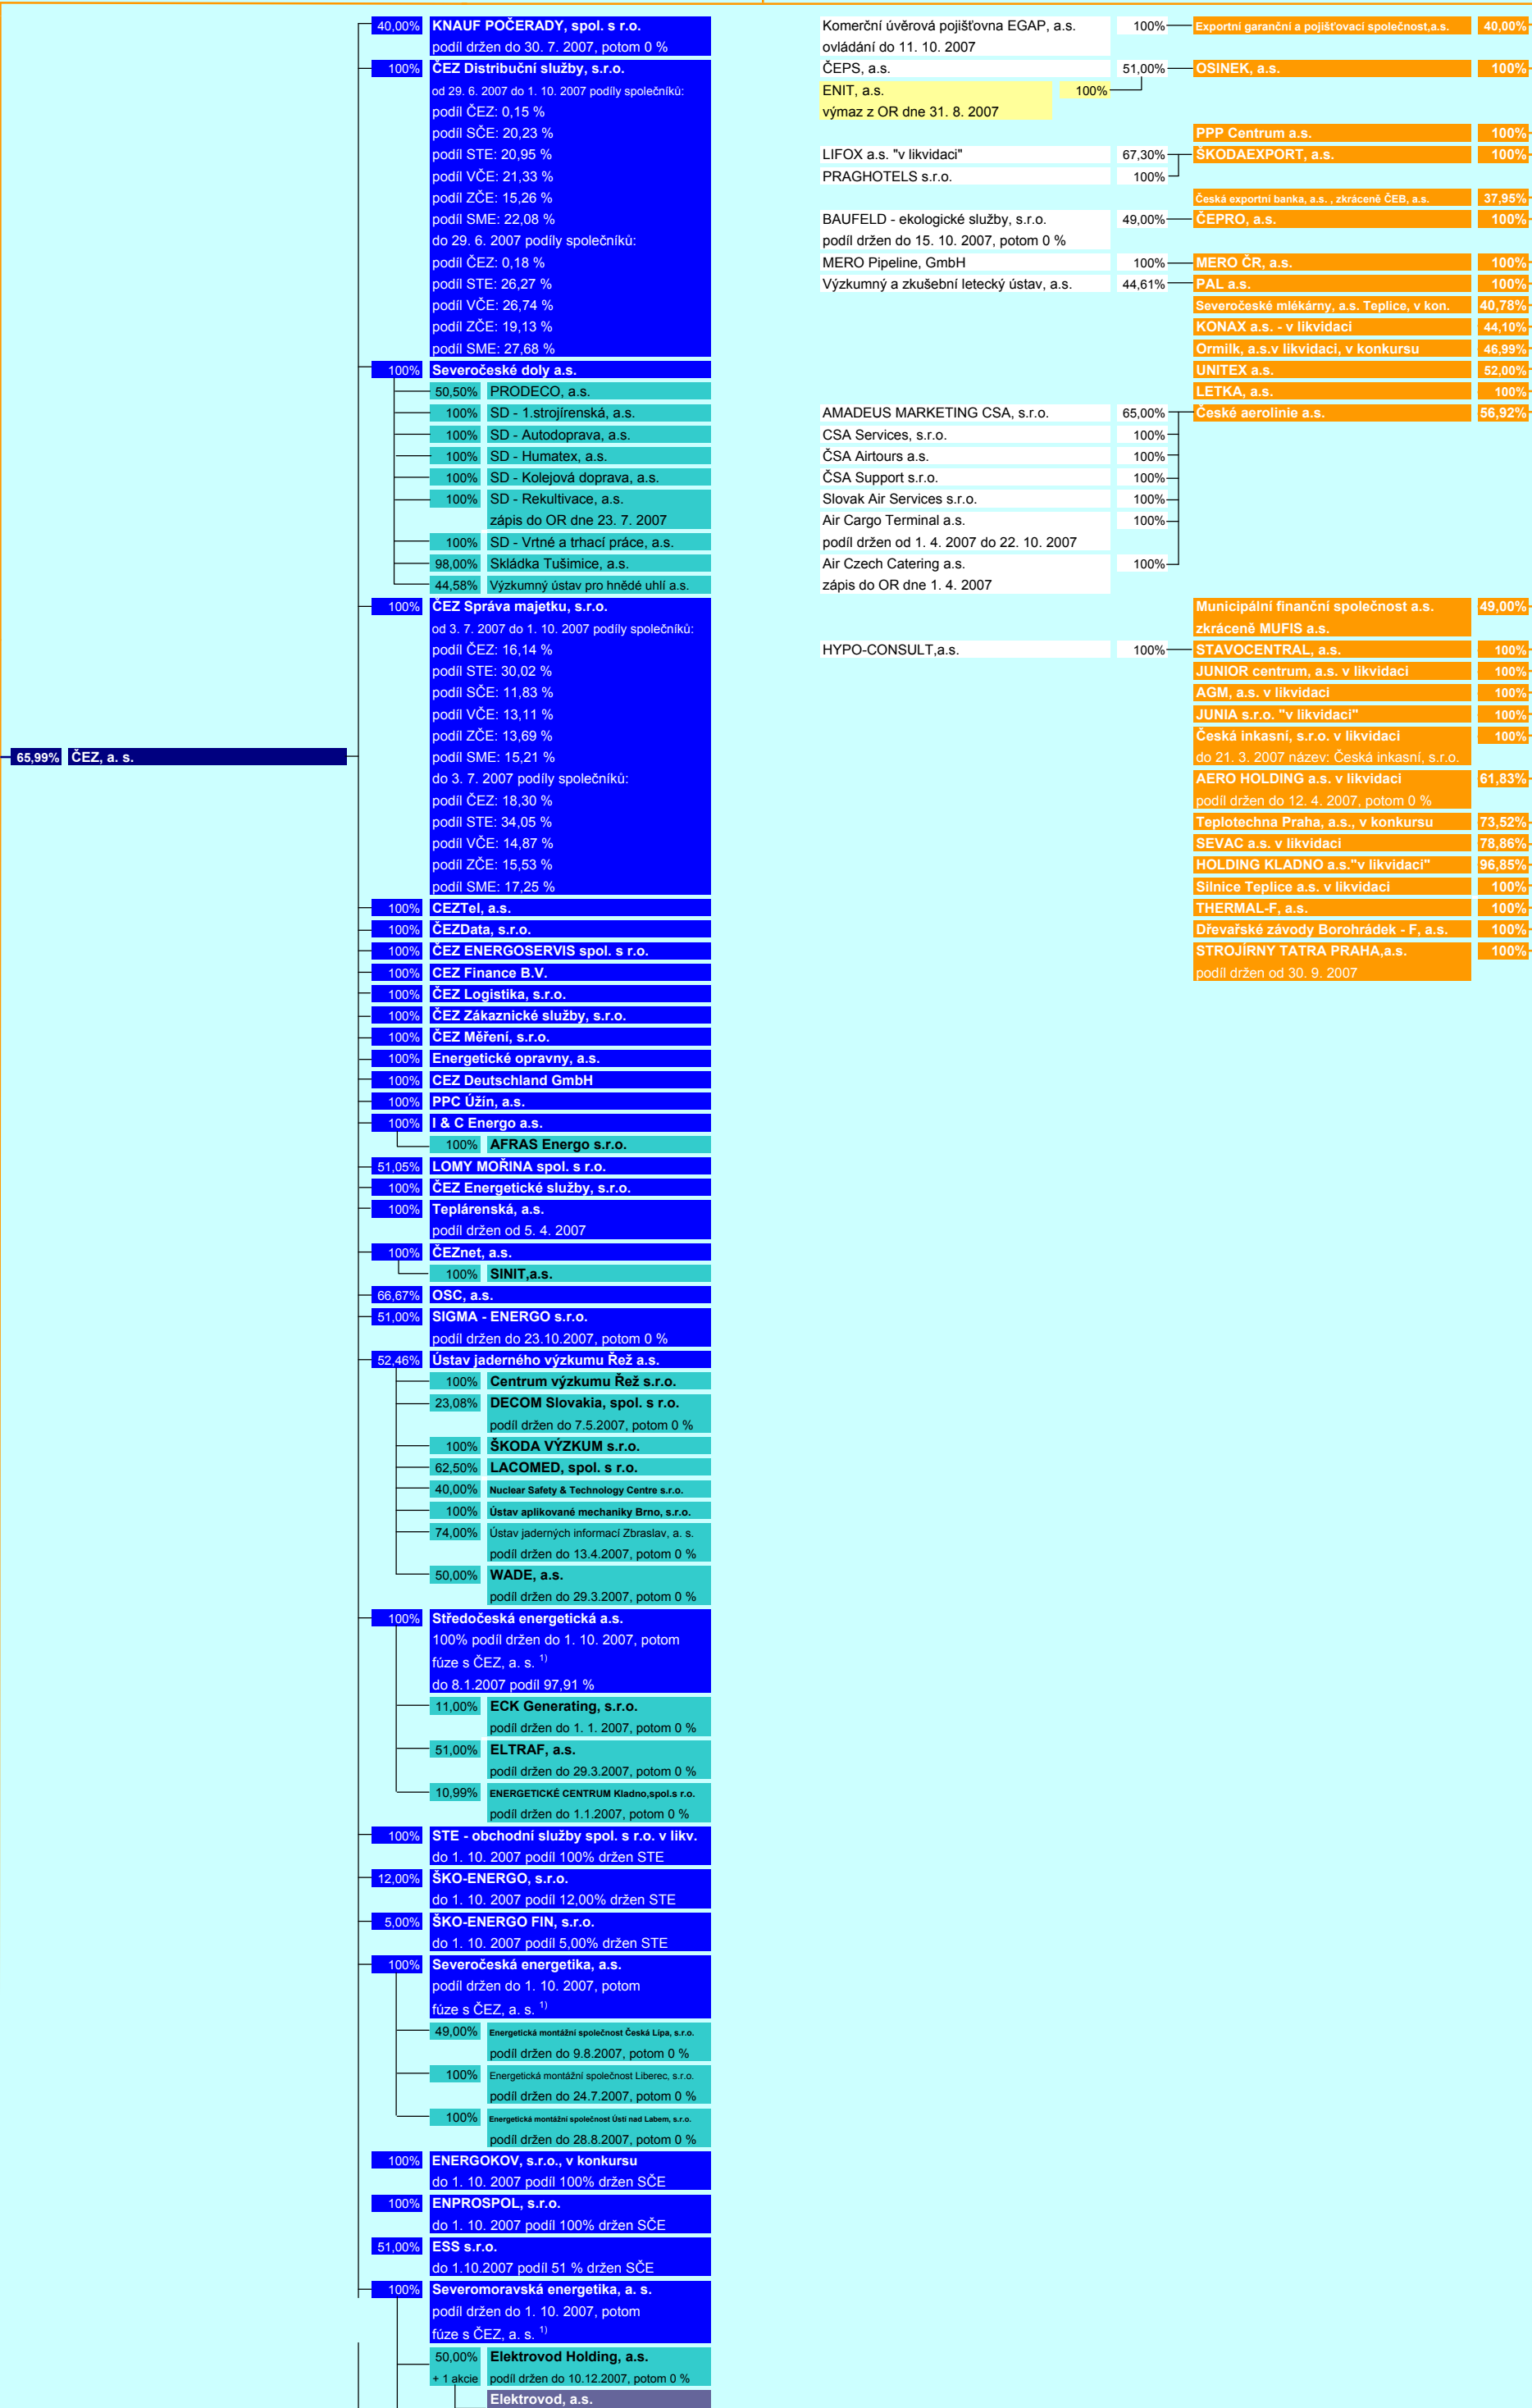 40,00% KNAUF POČERADY, spol. s r.o.
podíl držen do 30. 7. 2007, potom 0 %
100% ČEZ Distribuční služby, s.r.o.
od 29. 6. 2007 do 1. 10. 2007 podíly společníků:
podíl ČEZ: 0,15 %
podíl SČE: 20,23 %
podíl STE: 20,95 %
podíl VČE: 21,33 %
podíl ZČE: 15,26 %
podíl SME: 22,08 %
do 29. 6. 2007 podíly společníků:
podíl ČEZ: 0,18 %
podíl STE: 26,27 %
podíl VČE: 26,74 %
podíl ZČE: 19,13 %
podíl SME: 27,68 %
100% Severočeské doly a.s.
50,50% PRODECO, a.s.
100% SD - 1.strojírenská, a.s.
100% SD - Autodoprava, a.s.
100% SD - Humatex, a.s.
100% SD - Kolejová doprava, a.s.
100% SD - Rekultivace, a.s.
zápis do OR dne 23. 7. 2007
100% SD - Vrtné a trhací práce, a.s.
98,00% Skládka Tušimice, a.s.
44,58% Výzkumný ústav pro hnědé uhlí a.s.
100% ČEZ Správa majetku, s.r.o.
od 3. 7. 2007 do 1. 10. 2007 podíly společníků:
podíl ČEZ: 16,14 %
podíl STE: 30,02 %
podíl SČE: 11,83 %
podíl VČE: 13,11 %
podíl ZČE: 13,69 %
65,99% ČEZ, a. s.
podíl SME: 15,21 %
do 3. 7. 2007 podíly společníků:
podíl ČEZ: 18,30 %
podíl STE: 34,05 %
podíl VČE: 14,87 %
podíl ZČE: 15,53 %
podíl SME: 17,25 %
100% CEZTel, a.s.
100% ČEZData, s.r.o.
100% ČEZ ENERGOSERVIS spol. s r.o.
100% CEZ Finance B.V.
100% ČEZ Logistika, s.r.o.
100% ČEZ Zákaznické služby, s.r.o.
100% ČEZ Měření, s.r.o.
100% Energetické opravny, a.s.
100% CEZ Deutschland GmbH
100% PPC Úžín, a.s.
100% I & C Energo a.s.
100% AFRAS Energo s.r.o.
51,05% LOMY MOŘINA spol. s r.o.
100% ČEZ Energetické služby, s.r.o.
100% Teplárenská, a.s.
podíl držen od 5. 4. 2007
100% ČEZnet, a.s.
100% SINIT,a.s.
66,67% OSC, a.s.
51,00% SIGMA - ENERGO s.r.o.
podíl držen do 23.10.2007, potom 0 %
52,46% Ústav jaderného výzkumu Řež a.s.
100% Centrum výzkumu Řež s.r.o.
23,08% DECOM Slovakia, spol. s r.o.
podíl držen do 7.5.2007, potom 0 %
100% ŠKODA VÝZKUM s.r.o.
62,50% LACOMED, spol. s r.o.
40,00% Nuclear Safety & Technology Centre s.r.o.
100% Ústav aplikované mechaniky Brno, s.r.o.
74,00% Ústav jaderných informací Zbraslav, a. s.
podíl držen do 13.4.2007, potom 0 %
50,00% WADE, a.s.
podíl držen do 29.3.2007, potom 0 %
100% Středočeská energetická a.s.
100% podíl držen do 1. 10. 2007, potom
fúze s ČEZ, a. s. 1)
do 8.1.2007 podíl 97,91 %
11,00% ECK Generating, s.r.o.
podíl držen do 1. 1. 2007, potom 0 %
51,00% ELTRAF, a.s.
podíl držen do 29.3.2007, potom 0 %
10,99% ENERGETICKÉ CENTRUM Kladno,spol.s r.o.
podíl držen do 1.1.2007, potom 0 %
100% STE - obchodní služby spol. s r.o. v likv.
do 1. 10. 2007 podíl 100% držen STE
12,00% ŠKO-ENERGO, s.r.o.
do 1. 10. 2007 podíl 12,00% držen STE
5,00% ŠKO-ENERGO FIN, s.r.o.
do 1. 10. 2007 podíl 5,00% držen STE
100% Severočeská energetika, a.s.
podíl držen do 1. 10. 2007, potom
fúze s ČEZ, a. s. 1)
49,00% Energetická montážní společnost Česká Lípa, s.r.o.
podíl držen do 9.8.2007, potom 0 %
100% Energetická montážní společnost Liberec, s.r.o.
podíl držen do 24.7.2007, potom 0 %
100% Energetická montážní společnost Ústí nad Labem, s.r.o.
podíl držen do 28.8.2007, potom 0 %
100% ENERGOKOV, s.r.o., v konkursu
do 1. 10. 2007 podíl 100% držen SČE
100% ENPROSPOL, s.r.o.
do 1. 10. 2007 podíl 100% držen SČE
51,00% ESS s.r.o.
do 1.10.2007 podíl 51 % držen SČE
100% Severomoravská energetika, a. s.
podíl držen do 1. 10. 2007, potom
fúze s ČEZ, a. s. 1)
50,00% Elektrovod Holding, a.s.
+ 1 akcie podíl držen do 10.12.2007, potom 0 %
Elektrovod, a.s.
Komerční úvěrová pojišťovna EGAP, a.s. 100% Exportní garanční a pojišťovací společnost,a.s. 40,00%
ovládání do 11. 10. 2007
ČEPS, a.s. 51,00% OSINEK, a.s. 100%
ENIT, a.s. 100%
výmaz z OR dne 31. 8. 2007
PPP Centrum a.s. 100%
LIFOX a.s. "v likvidaci" 67,30% ŠKODAEXPORT, a.s. 100%
PRAGHOTELS s.r.o. 100%
Česká exportní banka, a.s. , zkráceně ČEB, a.s. 37,95%
BAUFELD - ekologické služby, s.r.o. 49,00% ČEPRO, a.s. 100%
podíl držen do 15. 10. 2007, potom 0 %
MERO Pipeline, GmbH 100% MERO ČR, a.s. 100%
Výzkumný a zkušební letecký ústav, a.s. 44,61% PAL a.s. 100%
Severočeské mlékárny, a.s. Teplice, v kon. 40,78%
KONAX a.s. - v likvidaci 44,10%
Ormilk, a.s.v likvidaci, v konkursu 46,99%
UNITEX a.s. 52,00%
LETKA, a.s. 100%
AMADEUS MARKETING CSA, s.r.o. 65,00% České aerolinie a.s. 56,92%
CSA Services, s.r.o. 100%
ČSA Airtours a.s. 100%
ČSA Support s.r.o. 100%
Slovak Air Services s.r.o. 100%
Air Cargo Terminal a.s. 100%
podíl držen od 1. 4. 2007 do 22. 10. 2007
Air Czech Catering a.s. 100%
zápis do OR dne 1. 4. 2007
Municipální finanční společnost a.s. 49,00%
zkráceně MUFIS a.s.
HYPO-CONSULT,a.s. 100% STAVOCENTRAL, a.s. 100%
JUNIOR centrum, a.s. v likvidaci 100%
AGM, a.s. v likvidaci 100%
JUNIA s.r.o. "v likvidaci" 100%
Česká inkasní, s.r.o. v likvidaci 100%
do 21. 3. 2007 název: Česká inkasní, s.r.o.
AERO HOLDING a.s. v likvidaci 61,83%
podíl držen do 12. 4. 2007, potom 0 %
Teplotechna Praha, a.s., v konkursu 73,52%
SEVAC a.s. v likvidaci 78,86%
HOLDING KLADNO a.s."v likvidaci" 96,85%
Silnice Teplice a.s. v likvidaci 100%
THERMAL-F, a.s. 100%
Dřevařské závody Borohrádek - F, a.s. 100%
STROJÍRNY TATRA PRAHA,a.s. 100%
podíl držen od 30. 9. 2007